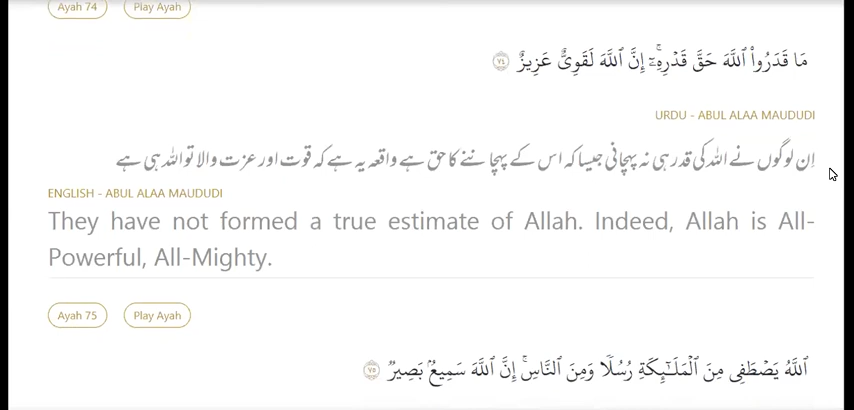 Ayah 74 Play Ayah
مَا قَدَرُوا۟ ٱللَّهَ حَقَّ قَدْرِهِۦٓ ۗ إِنَّ ٱللَّهَ لَقَوِىٌّ عَزِيزٌ ٧٤
URDU - ABUL ALAA MAUDUDI
اِن لوگوں نے اللہ کی قدر ہی نہ پہچانی جیسا کہ اس کے پہچاننے کا حق ہے واقعہ یہ ہے کہ قوت اور عزت والا تو اللہ ہی ہے
ENGLISH - ABUL ALAA MAUDUDI
They have not formed a true estimate of Allah. Indeed, Allah is All-
Powerful, All-Mighty.
Ayah 75 Play Ayah
ٱللَّهُ يَصْطَفِى مِنَ ٱلْمَلَـٰٓئِكَةِ رُسُلًا وَمِنَ ٱلنَّاسِ ۚ إِنَّ ٱللَّهَ سَمِيعٌۢ بَصِيرٌ ٧٥